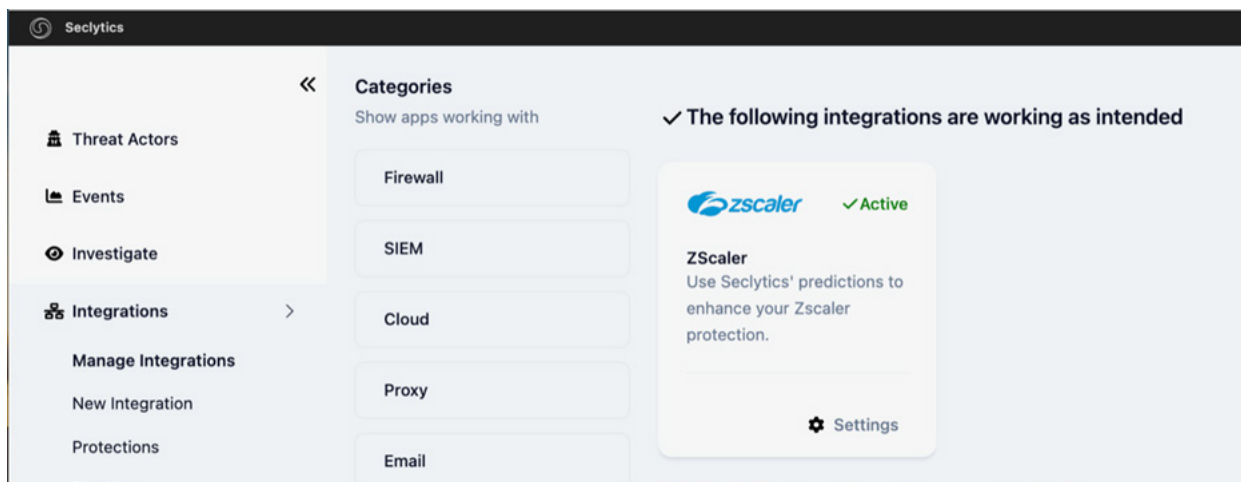 Seclytics
Threat Actors
Events
Investigate
Integrations
Manage Integrations
New Integration
Protections
Categories
Show apps working with
Firewall
SIEM
Cloud
Proxy
Email
The following integrations are working as intended
zscaler
Active
ZScaler
Use Seclytics' predictions to
enhance your Zscaler
protection.
Settings